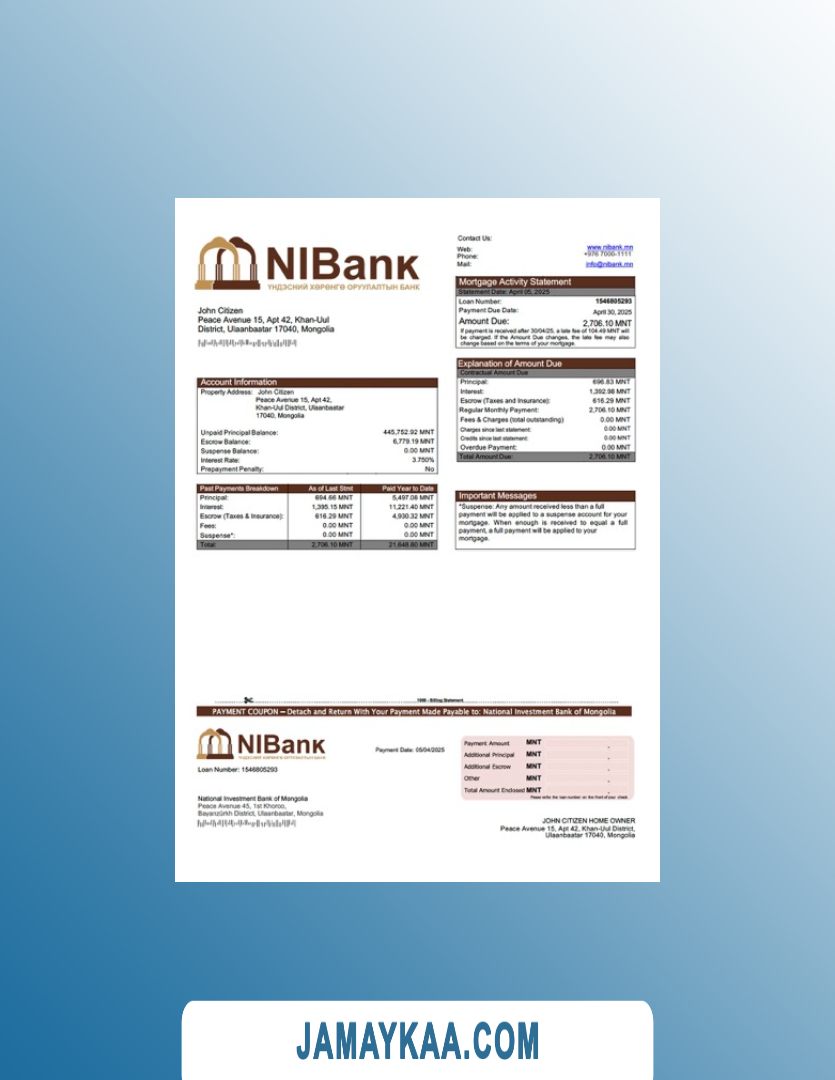 NIBank
ҮНДЭСНИЙ ХӨРӨНГӨ ОРУУЛАЛТЫН БАНК
Contact Us:
Web: www.nibank.mn
Phone: +976 7000-1111
Mail: info@nibank.mn
John Citizen
Peace Avenue 15, Apt 42, Khan-Uul
District, Ulaanbaatar 17040, Mongolia
Mortgage Activity Statement
Statement Date: April 05, 2025
Loan Number: 1546805293
Payment Due Date: April 30, 2025
Amount Due: 2,706.10 MNT
If payment is received after 30/04/25, a late fee of 104.49 MNT will
be charged. If the Amount Due changes, the late fee may also
change based on the terms of your mortgage.
Account Information
Property Address: John Citizen
Peace Avenue 15, Apt 42,
Khan-Uul District, Ulaanbaatar
17040, Mongolia
Unpaid Principal Balance: 445,752.92 MNT
Escrow Balance: 6,779.19 MNT
Suspense Balance: 0.00 MNT
Interest Rate: 3.750%
Prepayment Penalty: No
Explanation of Amount Due
Contractual Amount Due
Principal: 696.83 MNT
Interest: 1,392.98 MNT
Escrow (Taxes and Insurance): 616.29 MNT
Regular Monthly Payment: 2,706.10 MNT
Fees & Charges (total outstanding) 0.00 MNT
Charges since last statement: 0.00 MNT
Credits since last statement: 0.00 MNT
Overdue Payment: 0.00 MNT
Total Amount Due: 2,706.10 MNT
Past Payments Breakdown As of Last Stmt Paid Year to Date
Principal: 694.66 MNT 5,497.08 MNT
Interest: 1,395.15 MNT 11,221.40 MNT
Escrow (Taxes & Insurance): 616.29 MNT 4,930.32 MNT
Fees: 0.00 MNT 0.00 MNT
Suspense*: 0.00 MNT 0.00 MNT
Total: 2,706.10 MNT 21,648.80 MNT
Important Messages
*Suspense: Any amount received less than a full
payment will be applied to a suspense account for your
mortgage. When enough is received to equal a full
payment, a full payment will be applied to your
mortgage.
- Billing Statement
PAYMENT COUPON – Detach and Return With Your Payment Made Payable to: National Investment Bank of Mongolia
NIBank
ҮНДЭСНИЙ ХӨРӨНГӨ ОРУУЛАЛТЫН БАНК
Loan Number: 1546805293
Payment Date: 05/04/2025
Payment Amount MNT .
Additional Principal MNT .
Additional Escrow MNT .
Other MNT .
Total Amount Enclosed MNT .
Please write the loan number on the front of your check.
National Investment Bank of Mongolia
Peace Avenue 45, 1st Khoroo,
Bayanzürkh District, Ulaanbaatar, Mongolia
JOHN CITIZEN HOME OWNER
Peace Avenue 15, Apt 42, Khan-Uul District,
Ulaanbaatar 17040, Mongolia
JAMAYKAA.COM